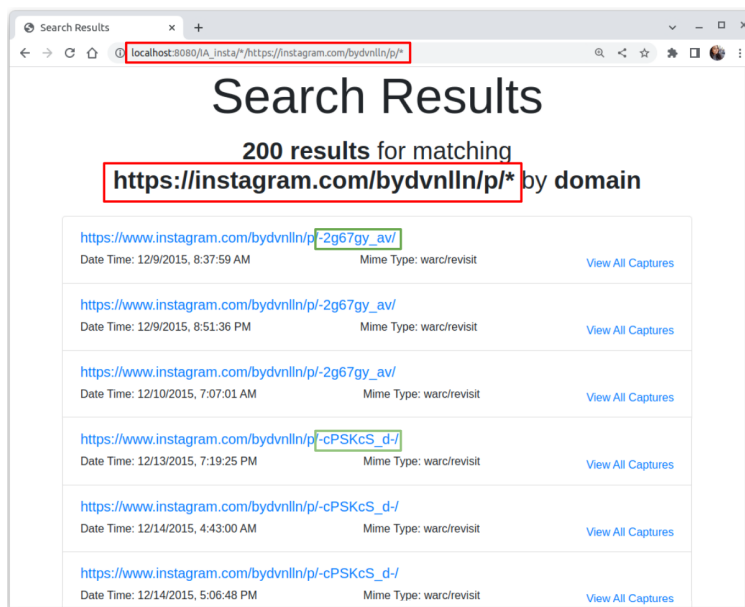 Search Results
localhost:8080/IA_insta/*/https://instagram.com/bydvnlln/p/*
Search Results
200 results for matching
https://instagram.com/bydvnlln/p/* by domain
https://www.instagram.com/bydvnlln/p/-2g67gy_av/
Date Time: 12/9/2015, 8:37:59 AM Mime Type: warc/revisit View All Captures
https://www.instagram.com/bydvnlln/p/-2g67gy_av/
Date Time: 12/9/2015, 8:51:36 PM Mime Type: warc/revisit View All Captures
https://www.instagram.com/bydvnlln/p/-2g67gy_av/
Date Time: 12/10/2015, 7:07:01 AM Mime Type: warc/revisit View All Captures
https://www.instagram.com/bydvnlln/p/-cPSKcS_d-/
Date Time: 12/13/2015, 7:19:25 PM Mime Type: warc/revisit View All Captures
https://www.instagram.com/bydvnlln/p/-cPSKcS_d-/
Date Time: 12/14/2015, 4:43:00 AM Mime Type: warc/revisit View All Captures
https://www.instagram.com/bydvnlln/p/-cPSKcS_d-/
Date Time: 12/14/2015, 5:06:48 PM Mime Type: warc/revisit View All Captures